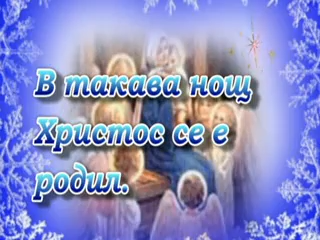 В такава нощ
Христос се е
родил.